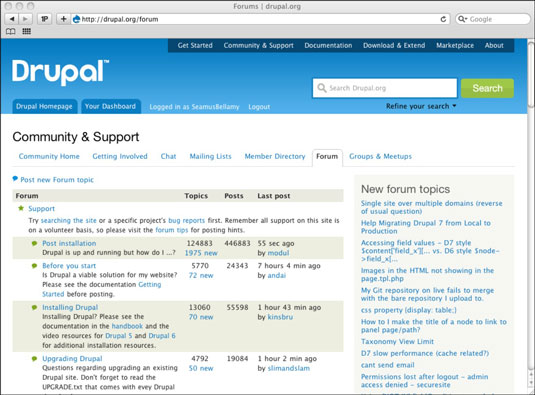 Forums | drupal.org
http://drupal.org/forum
Google
Get Started Community & Support Documentation Download & Extend Marketplace About
Drupal™
Search Drupal.org
Search
Refine your search
Drupal Homepage Your Dashboard Logged in as SeamusBellamy Logout
Community & Support
Community Home Getting Involved Chat Mailing Lists Member Directory Forum Groups & Meetups
Post new Forum topic
Forum Topics Posts Last post
Support
Try searching the site or a specific project's bug reports first. Remember all support on this site is
on a volunteer basis, so please visit the forum tips for posting hints.
Post installation 124883 446883 55 sec ago
Drupal is up and running but how do I ...? 1975 new by modul
Before you start 5770 24343 7 hours 4 min ago
Is Drupal a viable solution for my website? 72 new by andai
Please see the documentation Getting
Started before posting.
Installing Drupal 13060 55598 1 hour 43 min ago
Installing Drupal? Please see the 70 new by kinsbru
documentation in the handbook and the
video resources for Drupal 5 and Drupal 6
for additional installation resources.
Upgrading Drupal 4792 19084 1 hour 2 min ago
Questions regarding upgrading an existing 50 new by slimandslam
Drupal site. Don't forget to read the
UPGRADE.txt that comes with evey Drupal
New forum topics
Single site over multiple domains (reverse
of usual question)
Help Migrating Drupal 7 from Local to
Production
Accessing field values - D7 style
$content['field_x'][... vs. D6 style $node-
>field_x[...
Images in the HTML not showing in the
page.tpl.php
My Git repository on live fails to merge
with the bare repository I upload to.
css property (display: table;)
How to I make the title of a node to link to
panel page/path?
Taxonomy View Limit
D7 slow performance (cache related?)
cant send email
Permissions lost after logout - admin
access denied - securesite